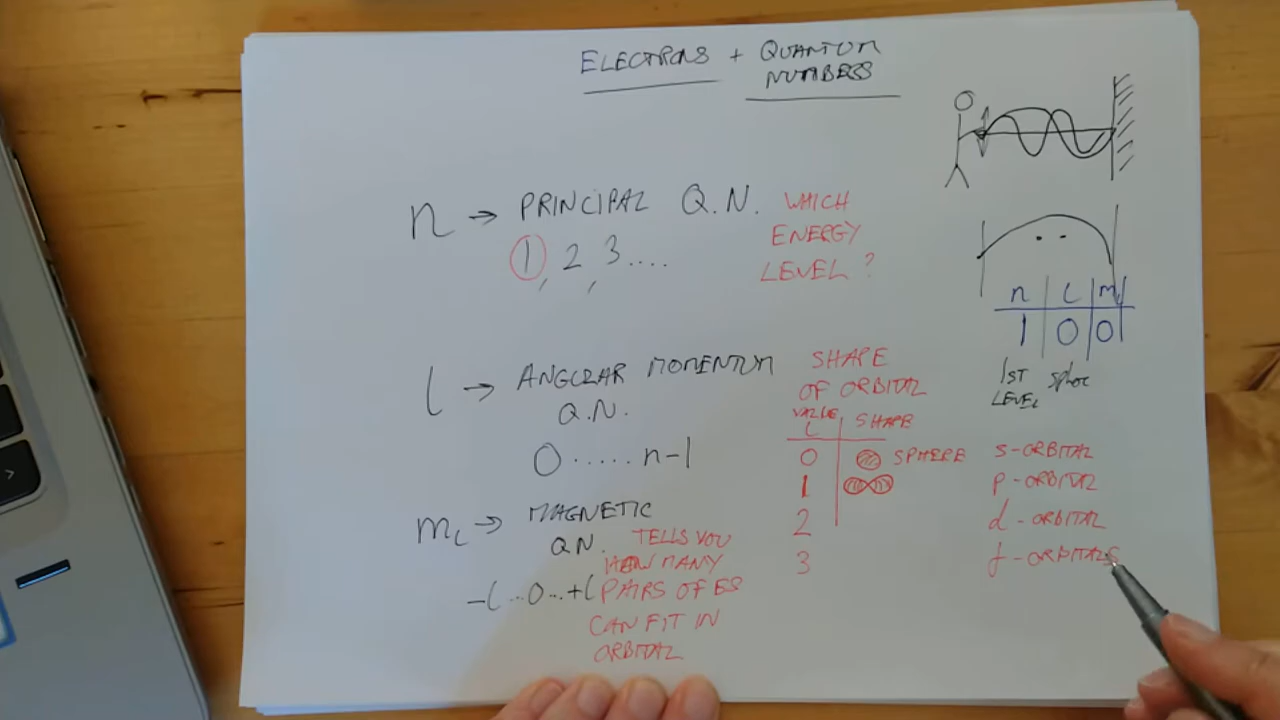 ELECTRONS + QUANTUM
NUMBERS
n → PRINCIPAL Q.N.
1, 2, 3....
WHICH
ENERGY
LEVEL?
n l ml
1 0 0
1ST
LEVEL
l → ANGULAR MOMENTUM
Q.N.
0 ..... n-1
SHAPE
OF ORBITAL
VALUE SHAPE
L
0 SPHERE S-ORBITAL
1 P-ORBITAL
2 d-ORBITAL
3 f-ORBITALS
ml → MAGNETIC
QN.
-l...0...+l
TELLS YOU
HOW MANY
PAIRS OF ES
CAN FIT IN
ORBITAL